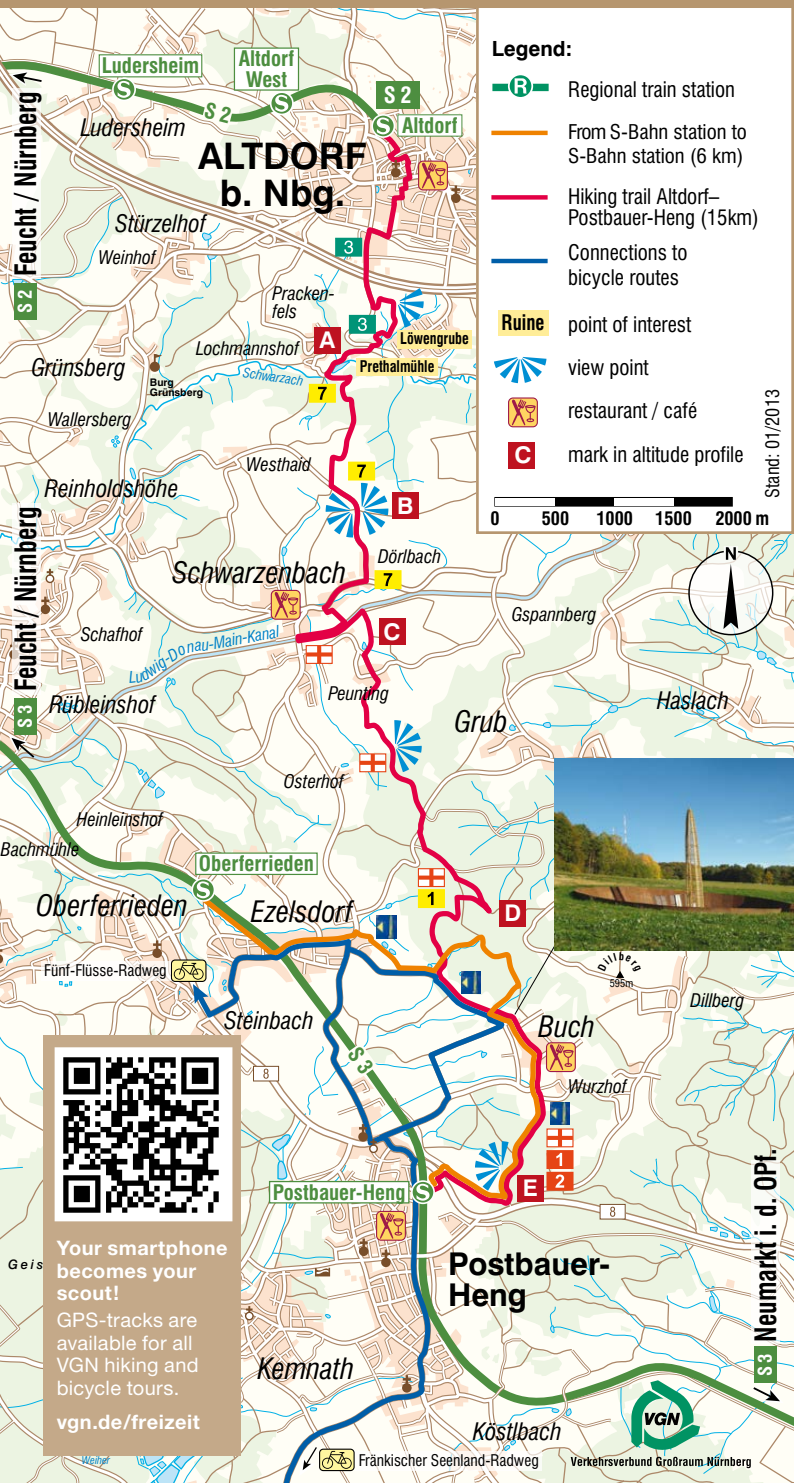 Ludersheim
Altdorf
West
S 2
S 2
Altdorf
Ludersheim
ALTDORF
b. Nbg.
S 2 Feucht / Nürnberg
Stürzelhof
Weinhof
3
Pracken-
fels
3
Löwengrube
A
Lochmannshof
Prethalmühle
Grünsberg
Burg
Grünsberg
Schwarzach
7
Wallersberg
Westhaid
7
Reinholdshöhe
B
Dörlbach
Schwarzenbach
7
S 3 Feucht / Nürnberg
Schafhof
Ludwig-Donau-Main-Kanal
C
Gspannberg
Rübleinshof
Peunting
Grub
Haslach
Osterhof
Heinleinshof
Bachmühle
Oberferrieden
Oberferrieden
Ezelsdorf
1
D
Fünf-Flüsse-Radweg
Steinbach
Dillberg
595m
Dillberg
Buch
S 3
8
Wurzhof
1
2
Postbauer-Heng
E
8
Postbauer-
Heng
S 3 Neumarkt i. d. OPf.
Geis
Kemnath
Köstlbach
Weiher
Fränkischer Seenland-Radweg
Legend:
R Regional train station
From S-Bahn station to
S-Bahn station (6 km)
Hiking trail Altdorf–
Postbauer-Heng (15km)
Connections to
bicycle routes
Ruine point of interest
view point
restaurant / café
C mark in altitude profile
0 500 1000 1500 2000 m
Stand: 01/2013
N
Your smartphone
becomes your
scout!
GPS-tracks are
available for all
VGN hiking and
bicycle tours.
vgn.de/freizeit
VGN
Verkehrsverbund Großraum Nürnberg